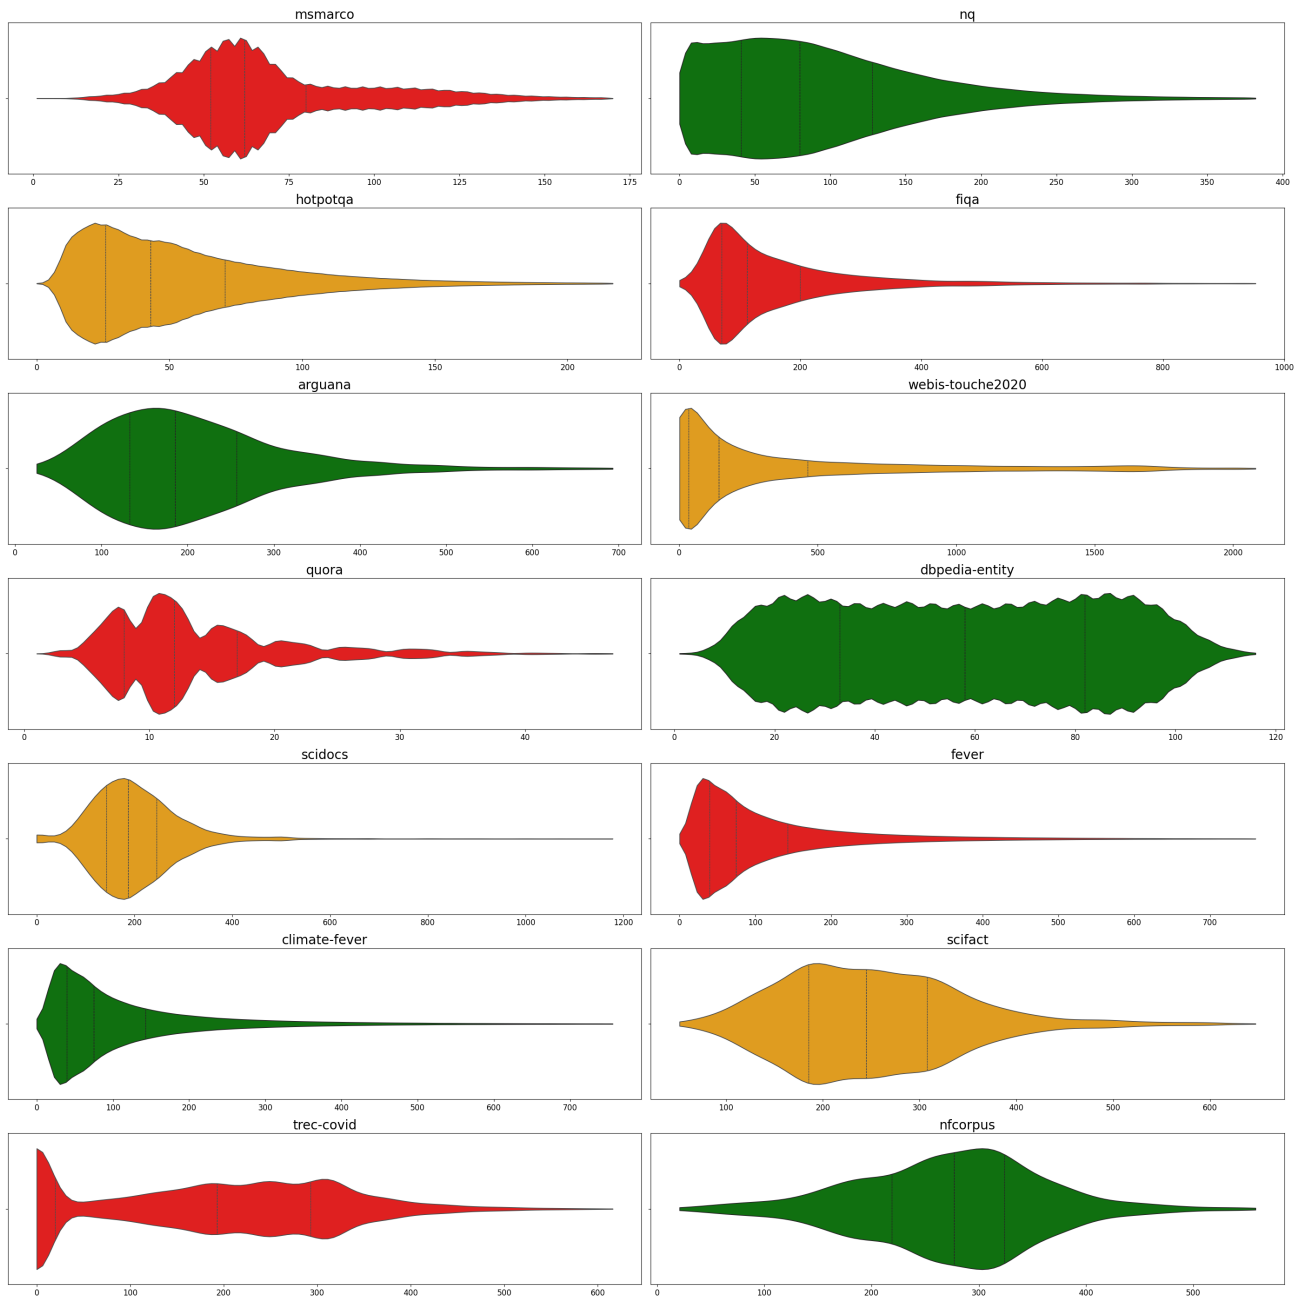 msmarco
0 25 50 75 100 125 150 175
nq
0 50 100 150 200 250 300 350 400
hotpotqa
0 50 100 150 200
fiqa
0 200 400 600 800 1000
arguana
0 100 200 300 400 500 600 700
webis-touche2020
0 500 1000 1500 2000
quora
0 10 20 30 40
dbpedia-entity
0 20 40 60 80 100 120
scidocs
0 200 400 600 800 1000 1200
fever
0 100 200 300 400 500 600 700
climate-fever
0 100 200 300 400 500 600 700
scifact
100 200 300 400 500 600
trec-covid
0 100 200 300 400 500 600
nfcorpus
0 100 200 300 400 500